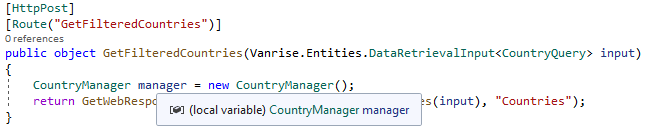 [HttpPost]
[Route("GetFilteredCountries")]
0 references
public object GetFilteredCountries(Vanrise.Entities.DataRetrievalInput<CountryQuery> input)
{
CountryManager manager = new CountryManager();
return GetWebRespo es(input), "Countries");
(local variable) CountryManager manager
}